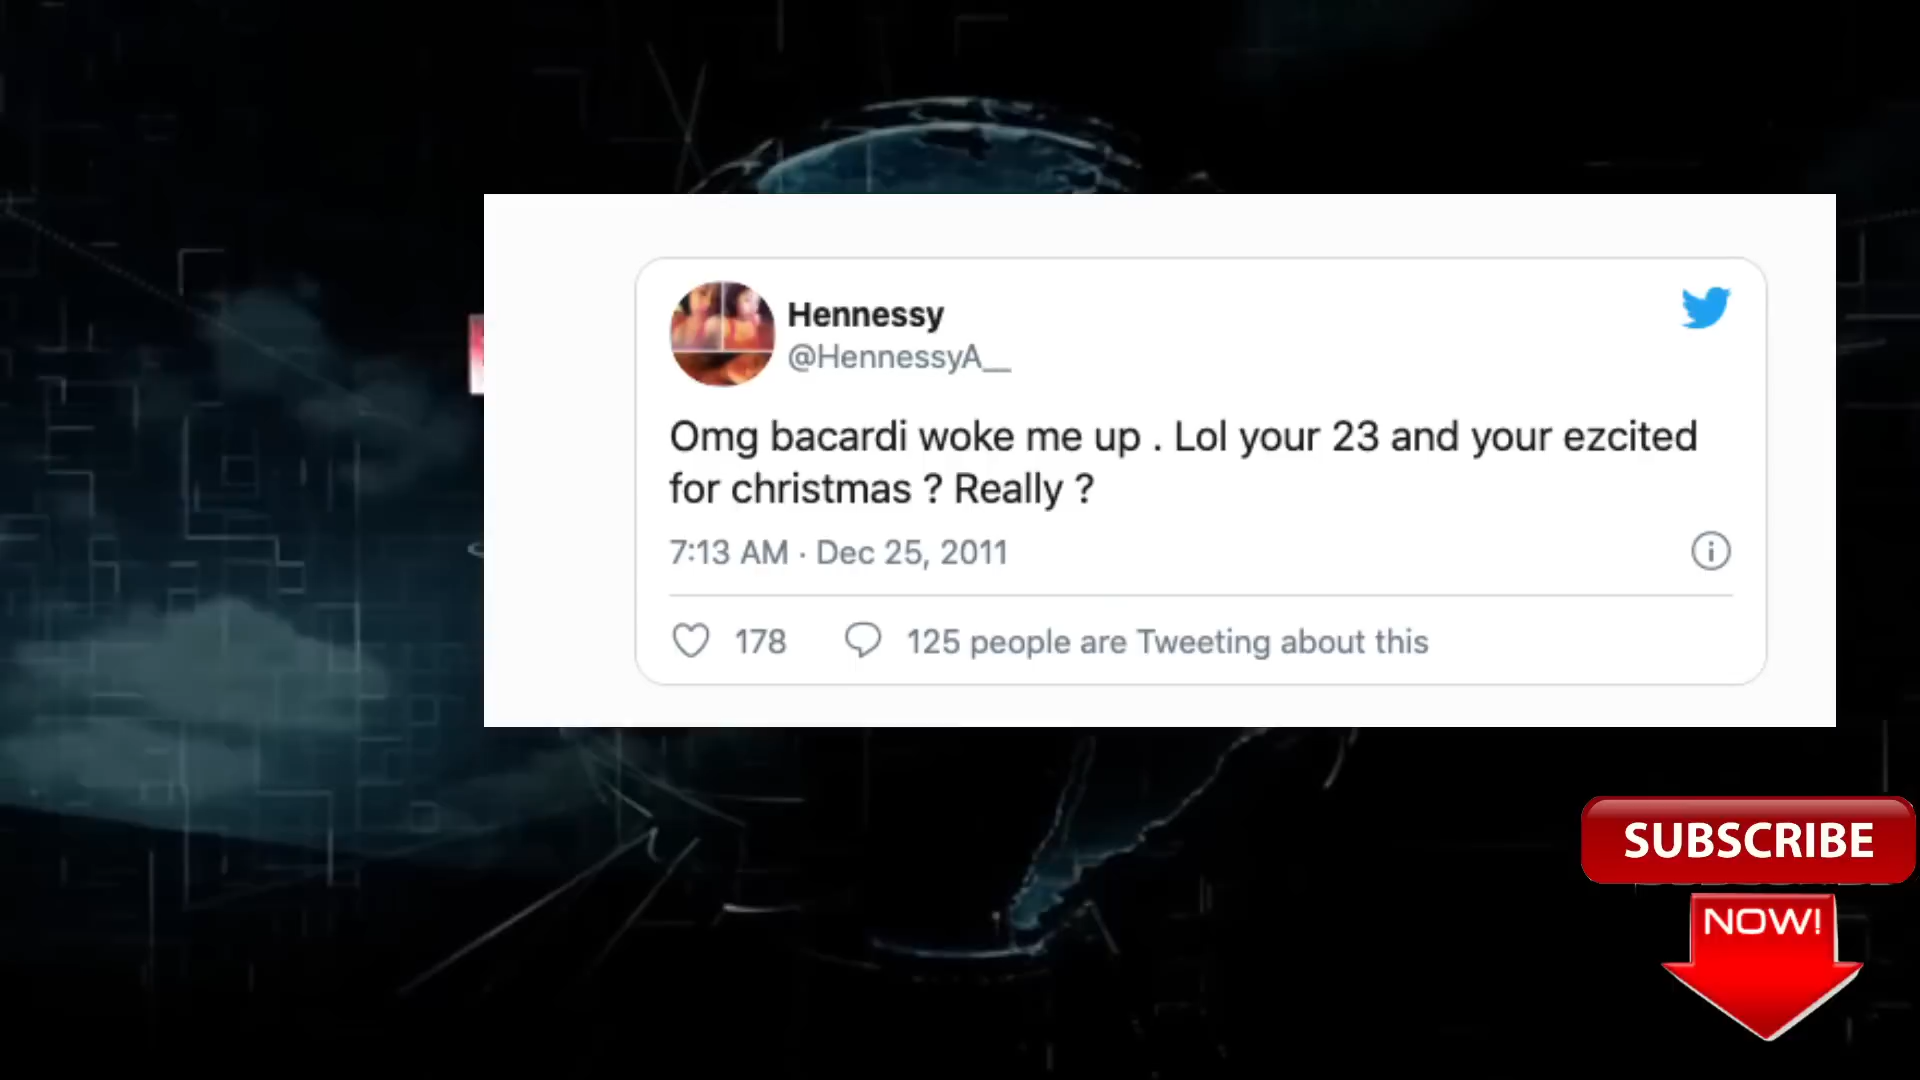 Hennessy
@HennessyA__
Omg bacardi woke me up . Lol your 23 and your ezcited
for christmas ? Really ?
7:13 AM · Dec 25, 2011
178
125 people are Tweeting about this
SUBSCRIBE
NOW!